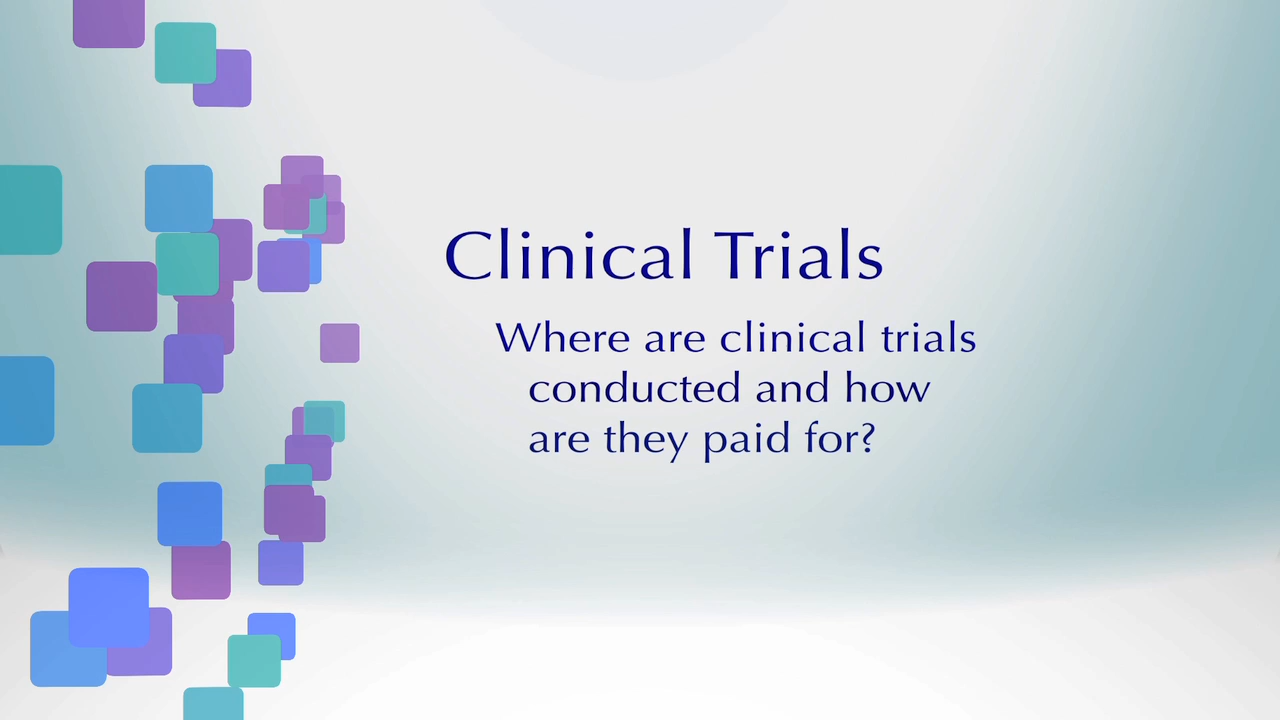 Clinical Trials
Where are clinical trials
conducted and how
are they paid for?